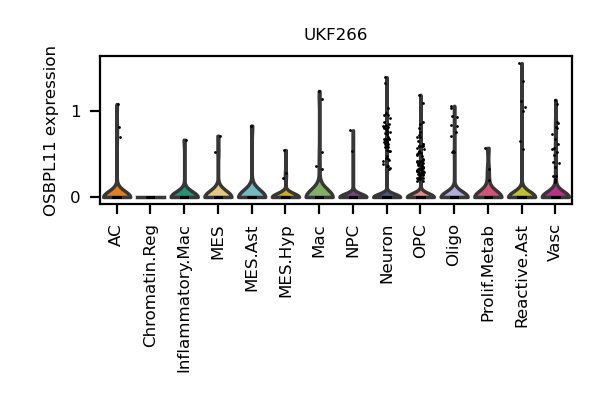 UKF266
OSBPL11 expression
1
0
AC
Chromatin.Reg
Inflammatory.Mac
MES
MES.Ast
MES.Hyp
Mac
NPC
Neuron
OPC
Oligo
Prolif.Metab
Reactive.Ast
Vasc